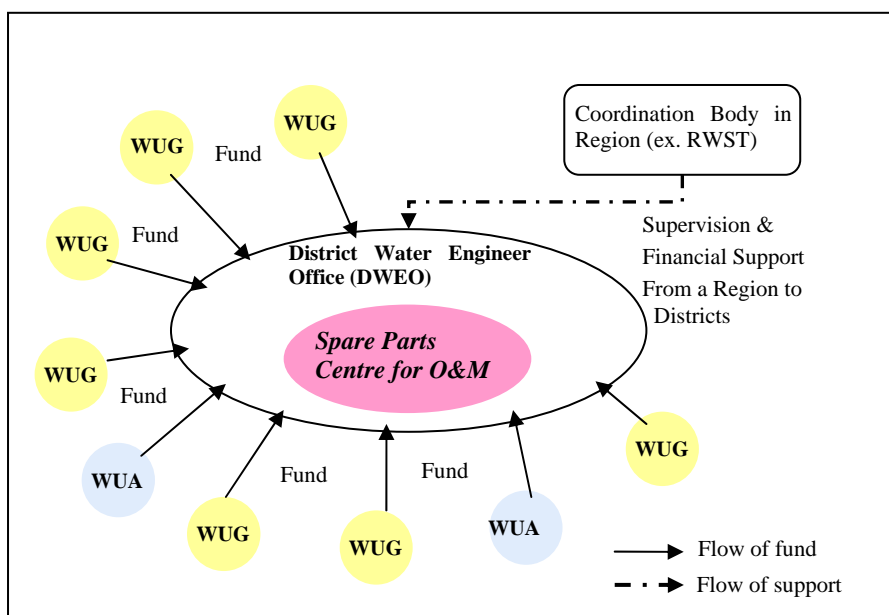 WUG
Fund
WUG
Coordination Body in
Region (ex. RWST)
WUG
Fund
Supervision &
Financial Support
From a Region to
Districts
District Water Engineer
Office (DWEO)
Spare Parts
Centre for O&M
WUG
Fund
WUA
WUG
Fund
WUG
Fund
WUA
WUG
Flow of fund
Flow of support